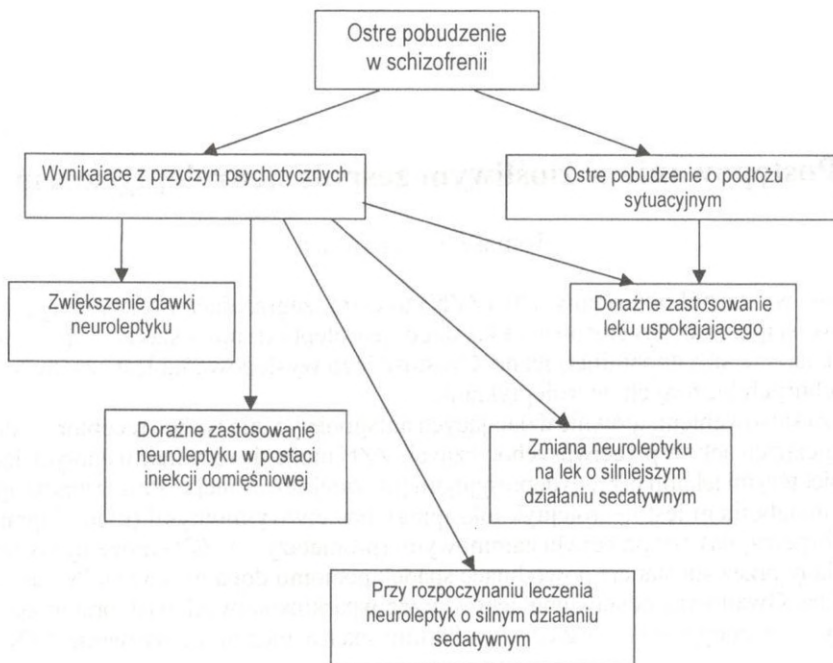 Ostre pobudzenie
w schizofrenii
Wynikające z przyczyn psychotycznych
Ostre pobudzenie o podłożu
sytuacyjnym
Zwiększenie dawki
neuroleptyku
Doraźne zastosowanie
leku uspokajającego
Doraźne zastosowanie
neuroleptyku w postaci
iniekcji domięśniowej
Zmiana neuroleptyku
na lek o silniejszym
działaniu sedatywnym
Przy rozpoczynaniu leczenia
neuroleptyk o silnym działaniu
sedatywnym